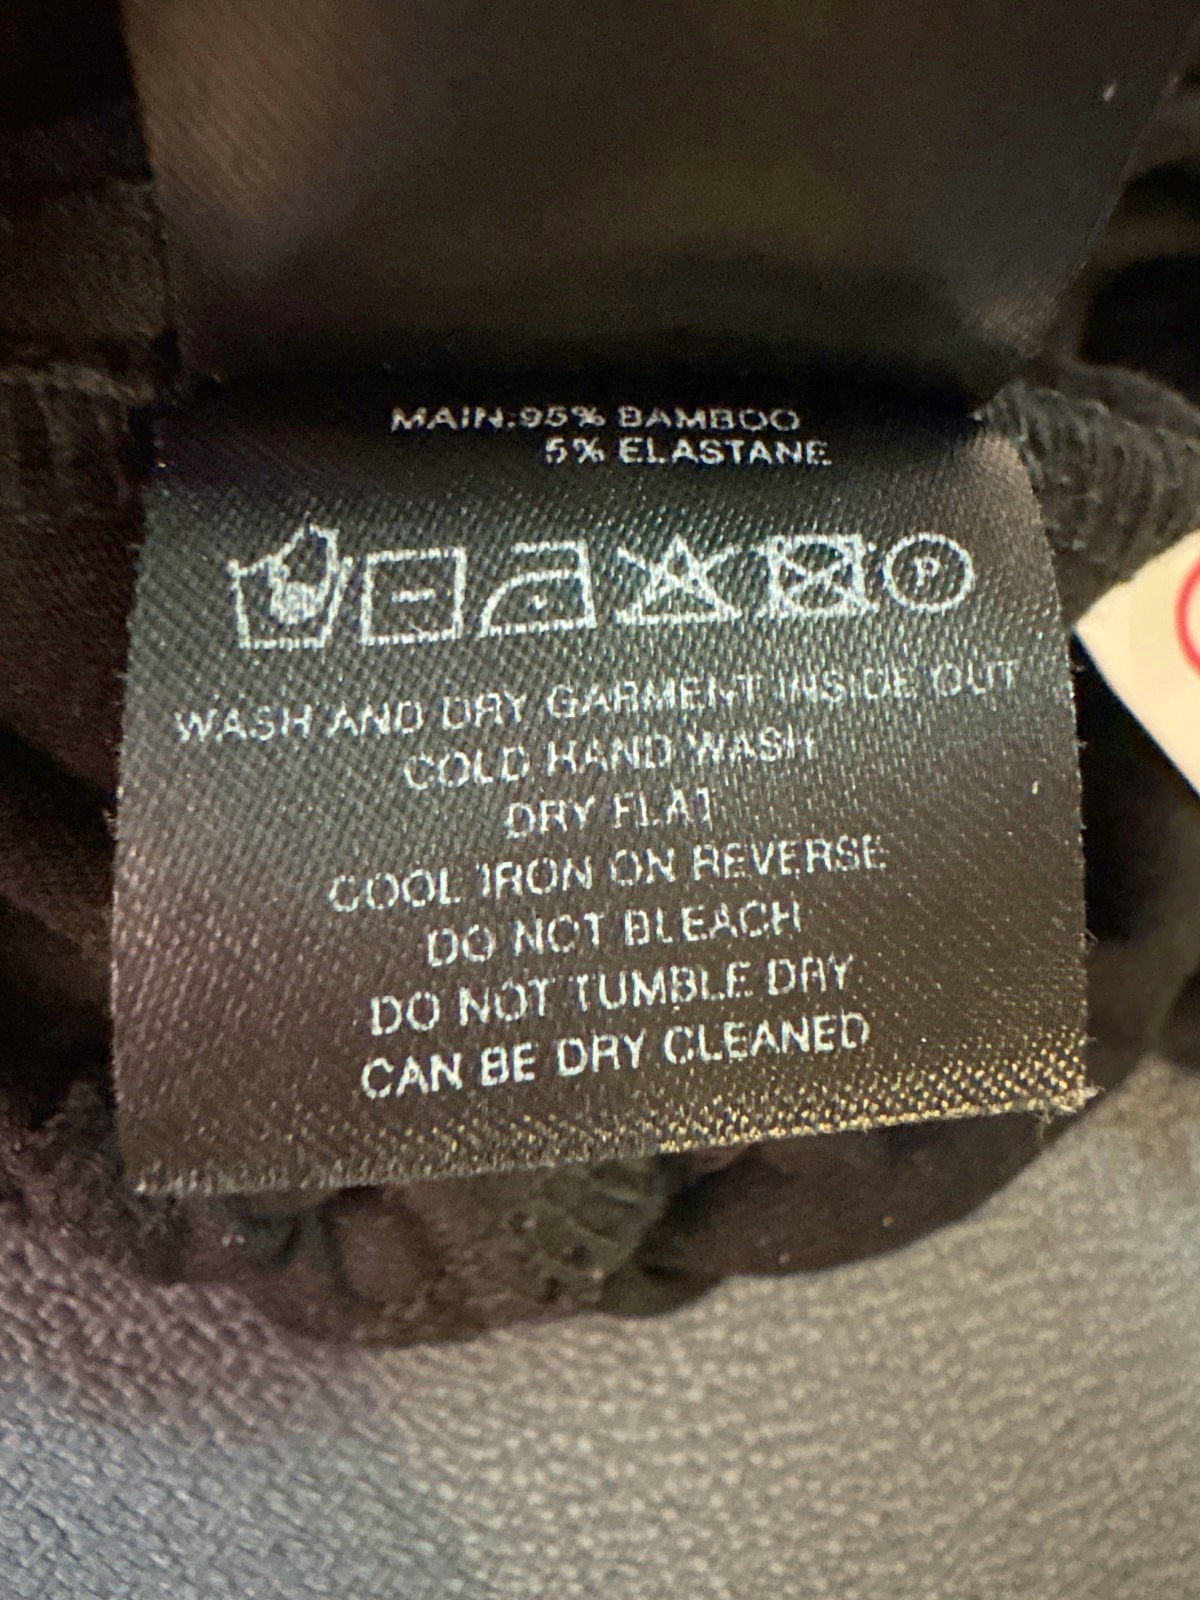 MAIN:95% BAMBOO
5% ELASTANE
P
WASH AND DRY GARMENT INSIDE OUT
COLD HAND WASH
DRY FLAT
COOL IRON ON REVERSE
DO NOT BLEACH
DO NOT TUMBLE DRY
CAN BE DRY CLEANED